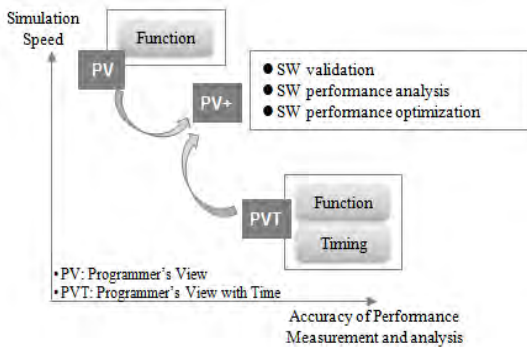 Simulation
Speed
Function
PV
PV+
● SW validation
● SW performance analysis
● SW performance optimization
PVT
Function
Timing
•PV: Programmer's View
•PVT: Programmer's View with Time
Accuracy of Performance
Measurement and analysis